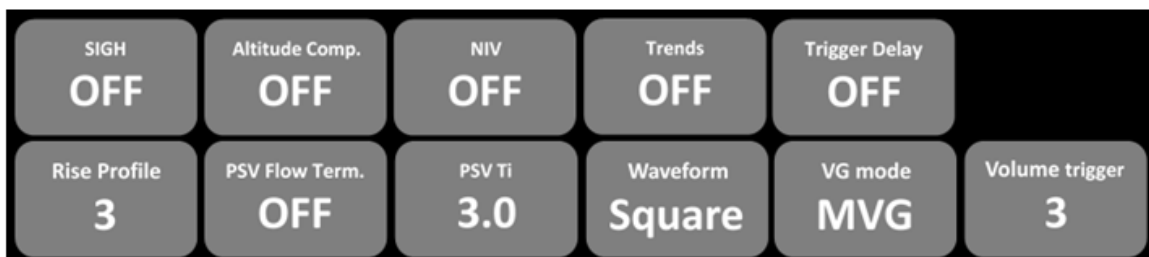 SIGH Altitude Comp. NIV Trends Trigger Delay
OFF OFF OFF OFF OFF
Rise Profile PSV Flow Term. PSV Ti Waveform VG mode Volume trigger
3 OFF 3.0 Square MVG 3